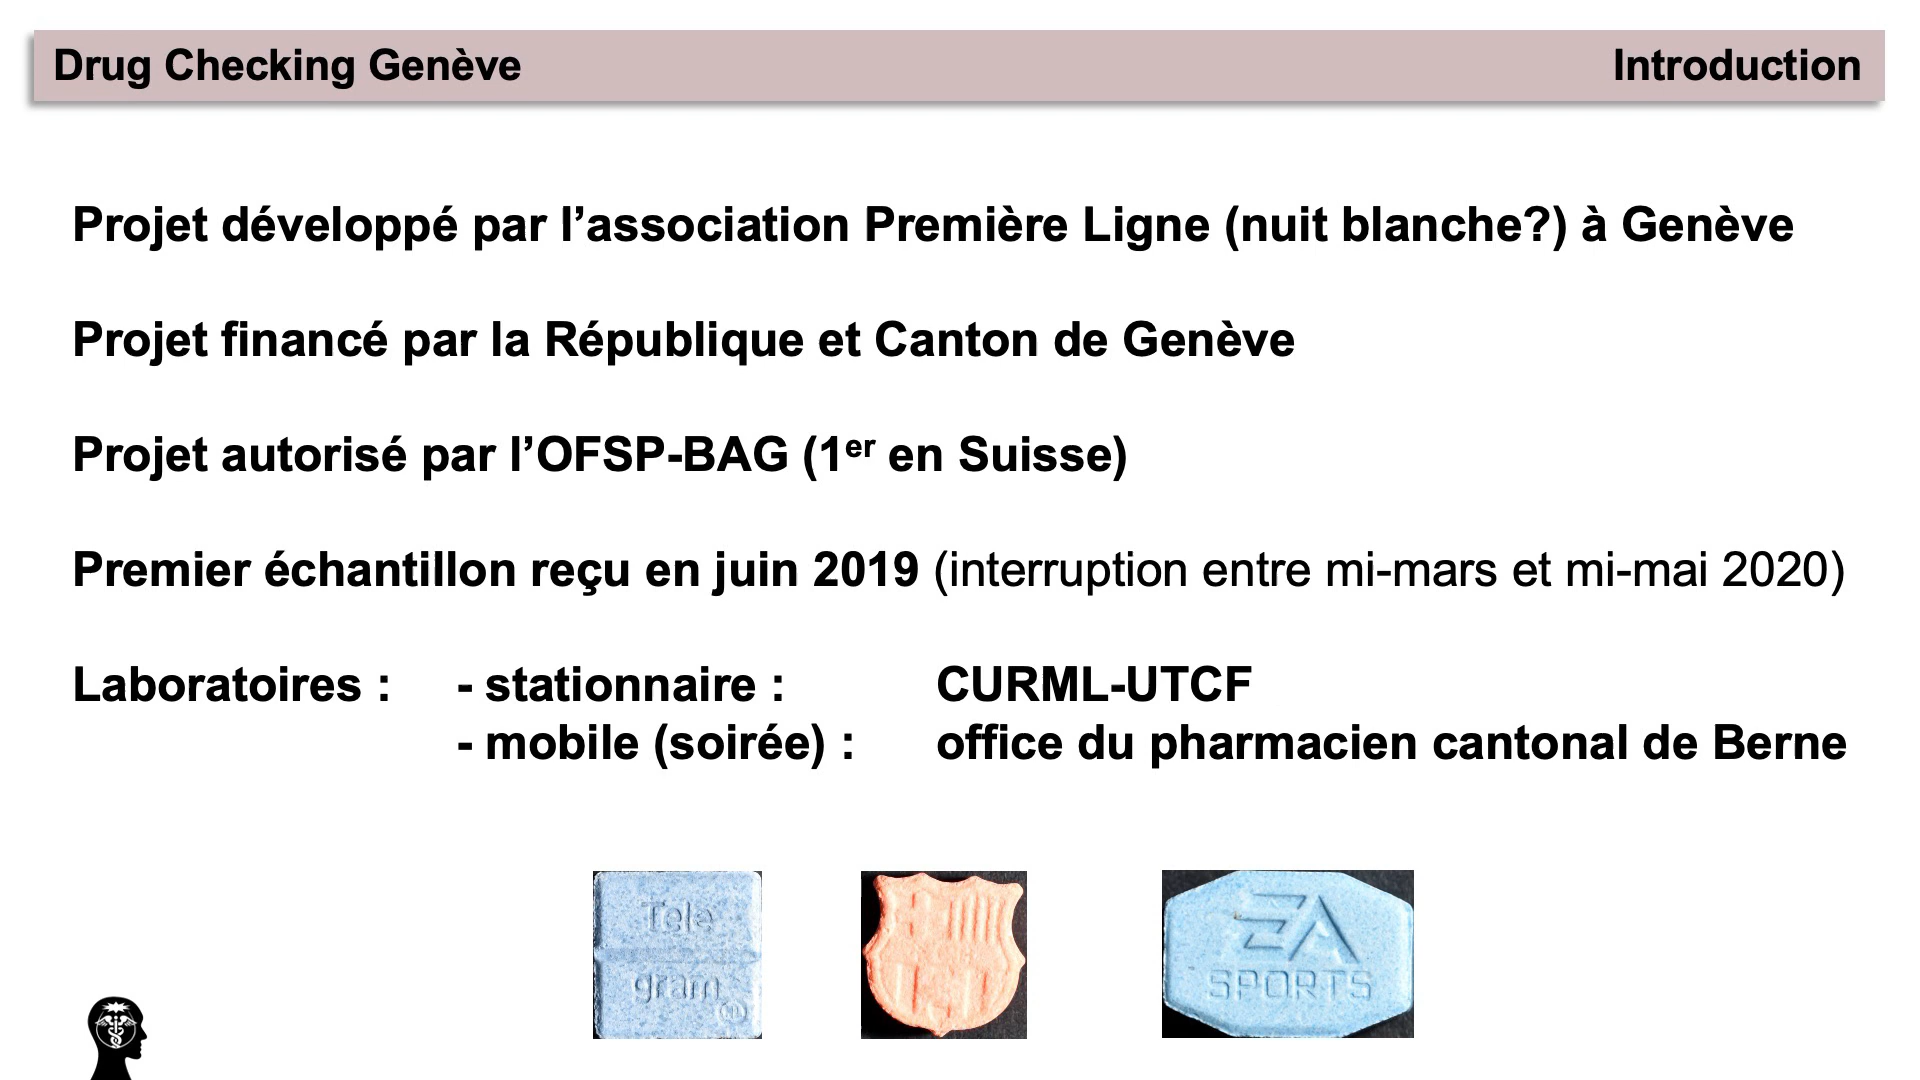 Drug Checking Genève Introduction
Projet développé par l’association Première Ligne (nuit blanche?) à Genève
Projet financé par la République et Canton de Genève
Projet autorisé par l’OFSP-BAG (1er en Suisse)
Premier échantillon reçu en juin 2019 (interruption entre mi-mars et mi-mai 2020)
Laboratoires : - stationnaire : CURML-UTCF
- mobile (soirée) : office du pharmacien cantonal de Berne
Tele
gram
EA
SPORTS